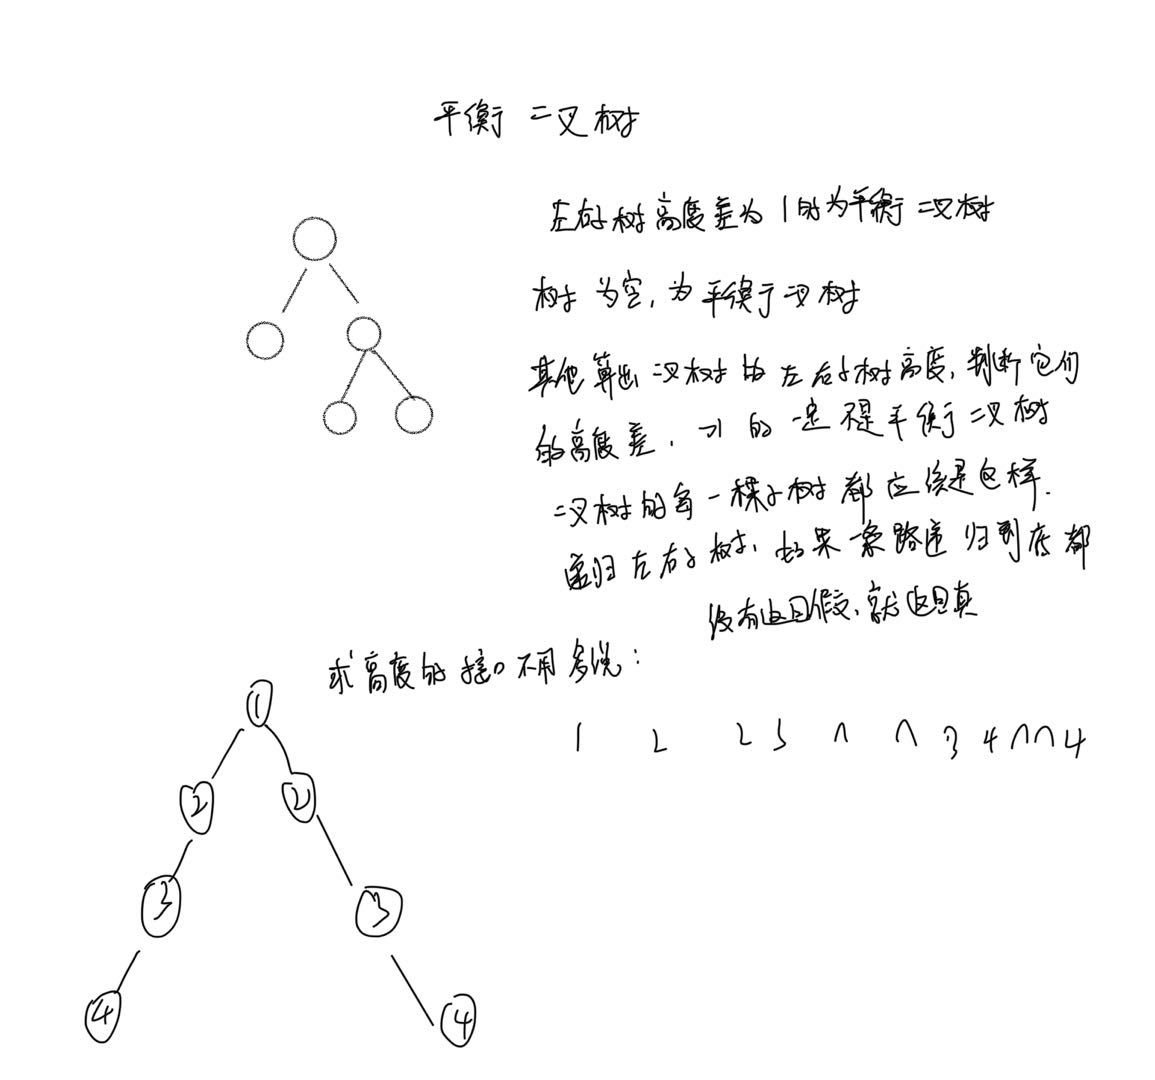 平衡二叉树
左右子树高度差为1的为平衡二叉树
树为空，为平衡二叉树
其他算出二叉树的左右子树高度，判断它们
的高度差，>1的一定不是平衡二叉树
二叉树的每一棵子树都应该是这样.
递归左右子树，如果一条路递归到底都
没有返回假，就返回真
求高度的接口不用多说：
1 2 2 3 n n 3 4 n n 4
1
2 2
3 3
4 4